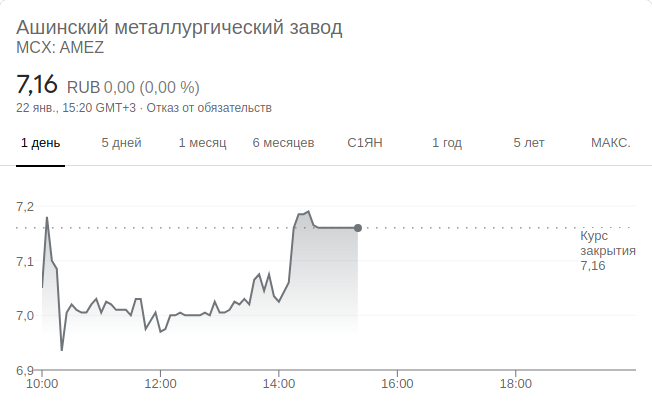 Ашинский металлургический завод
MCX: AMEZ
7,16 RUB 0,00 (0,00 %)
22 янв., 15:20 GMT+3 · Отказ от обязательств
1 день 5 дней 1 месяц 6 месяцев С1ЯН 1 год 5 лет МАКС.
7,2
Курс
закрытия
7,16
7,1
7,0
6,9
10:00 12:00 14:00 16:00 18:00